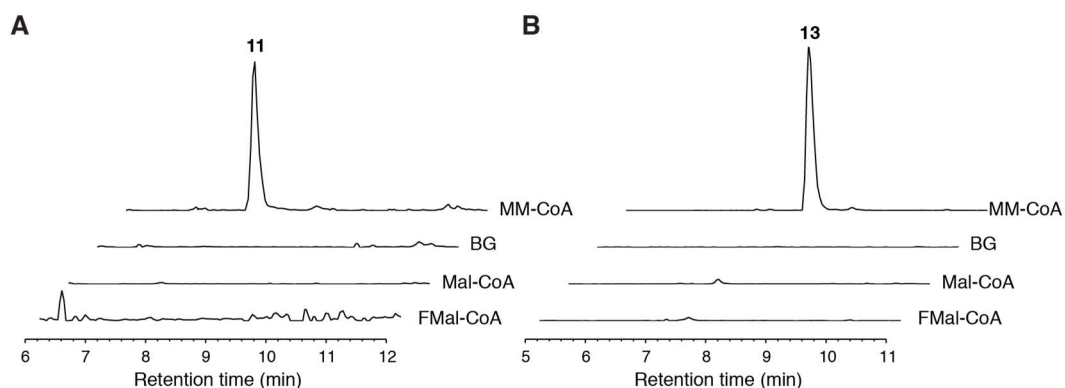 A
11
MM-CoA
BG
Mal-CoA
FMal-CoA
6 7 8 9 10 11 12
Retention time (min)
B
13
MM-CoA
BG
Mal-CoA
FMal-CoA
5 6 7 8 9 10 11
Retention time (min)